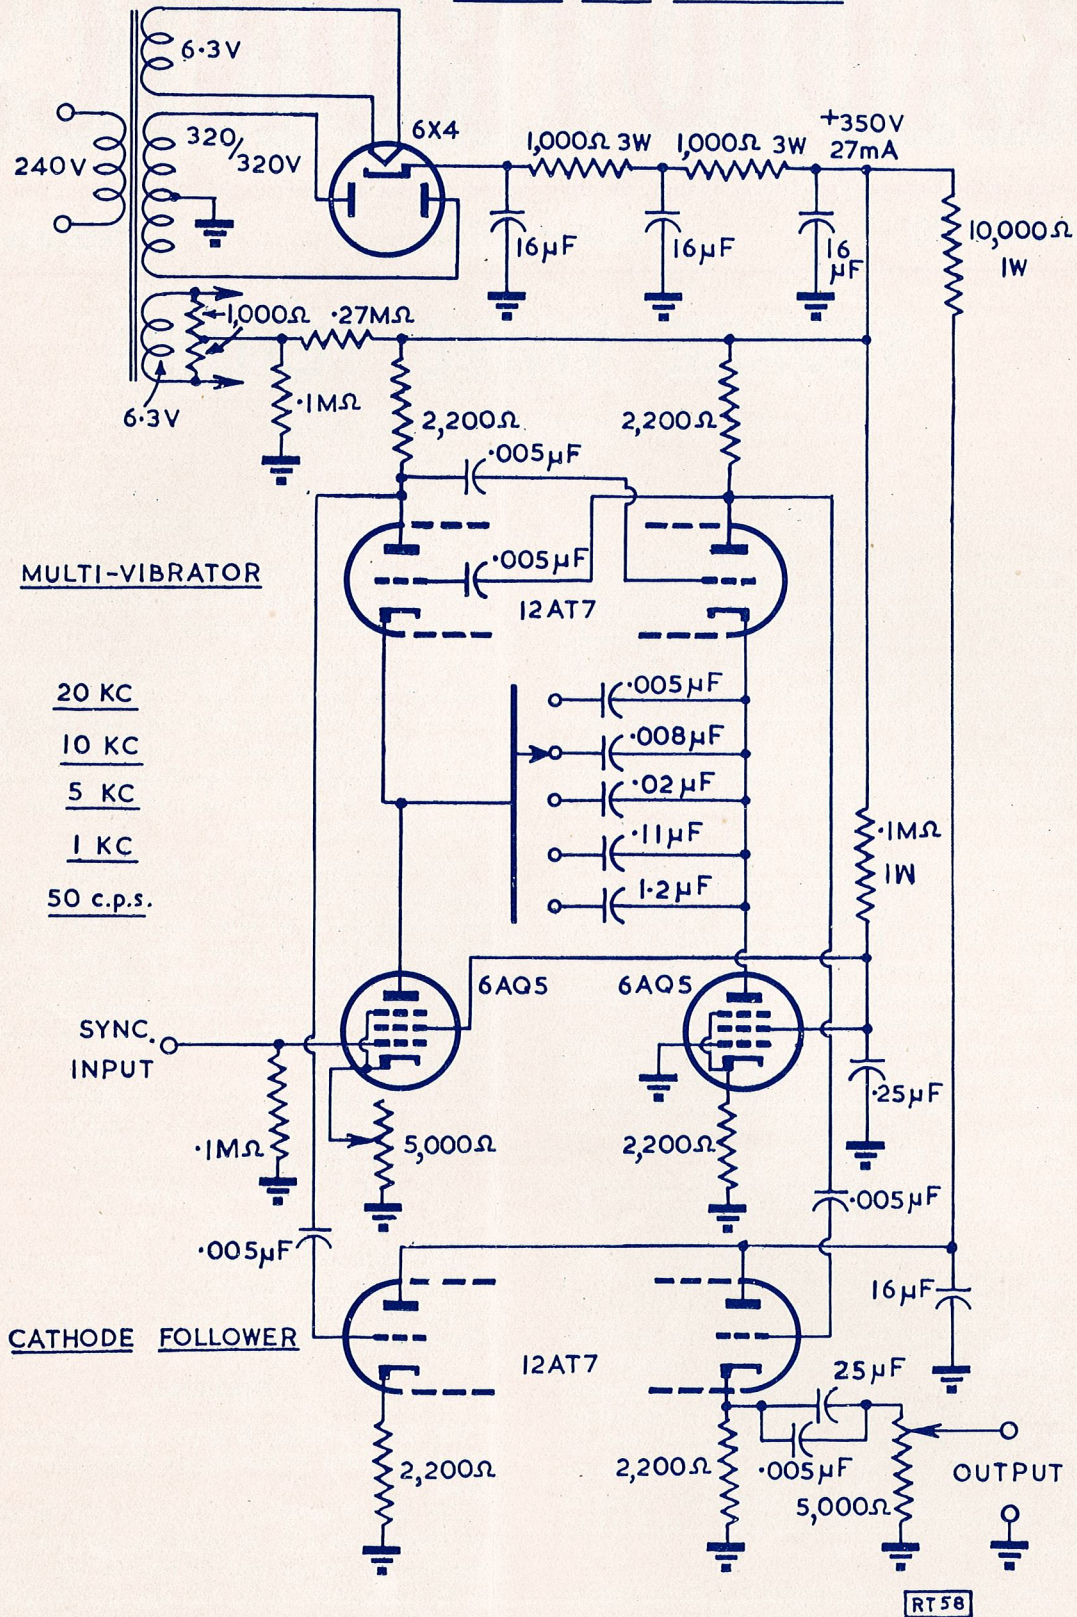 6·3V
240V
320/
320V
6X4
1,000Ω 3W
1,000Ω 3W
+350V
27mA
16µF
16µF
16
µF
10,000Ω
1W
1,000Ω
·27MΩ
6·3V
·1MΩ
2,200Ω
2,200Ω
·005µF
MULTI-VIBRATOR
·005µF
12AT7
20 KC
10 KC
5 KC
1 KC
50 c.p.s.
·005µF
·008µF
·02µF
·11µF
1·2µF
·1MΩ
1W
6AQ5
6AQ5
SYNC.
INPUT
·1MΩ
5,000Ω
2,200Ω
·25µF
·005µF
·005µF
16µF
CATHODE FOLLOWER
12AT7
25µF
2,200Ω
2,200Ω
·005µF
5,000Ω
OUTPUT
RT58